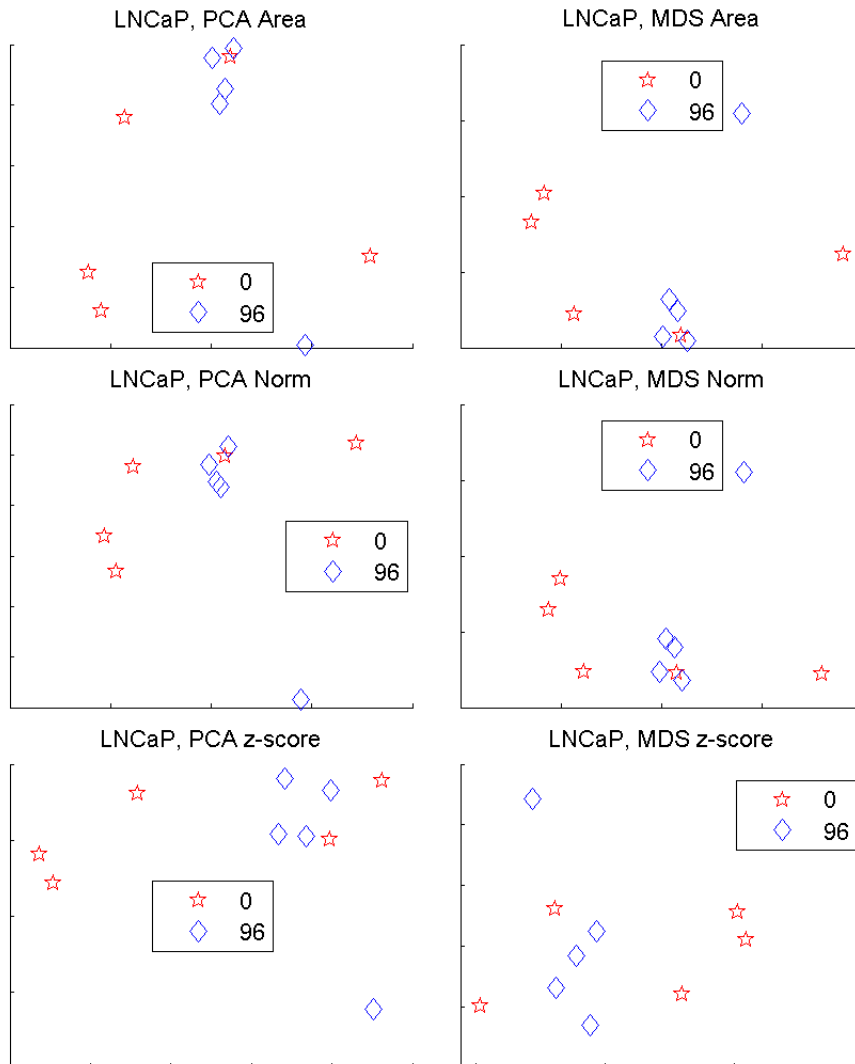 LNCaP, PCA Area
0
96
LNCaP, MDS Area
0
96
LNCaP, PCA Norm
0
96
LNCaP, MDS Norm
0
96
LNCaP, PCA z-score
0
96
LNCaP, MDS z-score
0
96